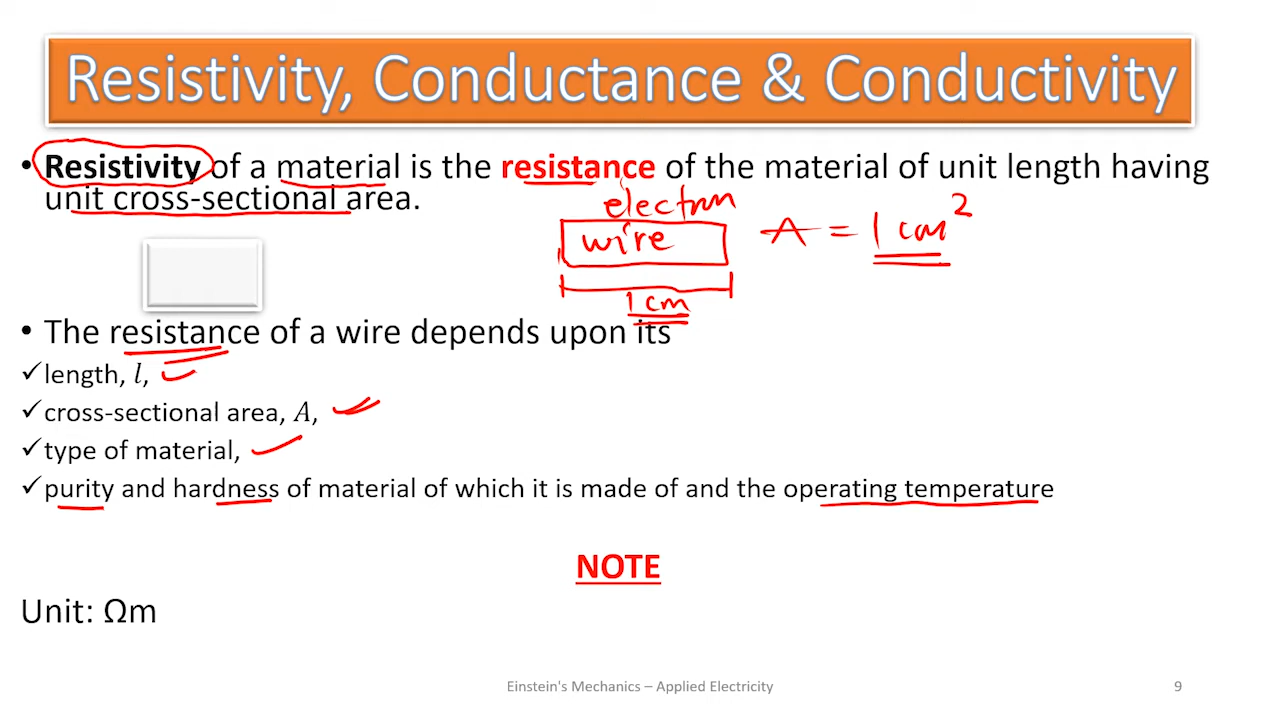 Resistivity, Conductance & Conductivity
• Resistivity of a material is the resistance of the material of unit length having
unit cross-sectional area.
electron
wire
A = 1 cm²
1 cm
• The resistance of a wire depends upon its
✓length, l,
✓cross-sectional area, A,
✓type of material,
✓purity and hardness of material of which it is made of and the operating temperature
NOTE
Unit: Ωm
Einstein's Mechanics – Applied Electricity
9